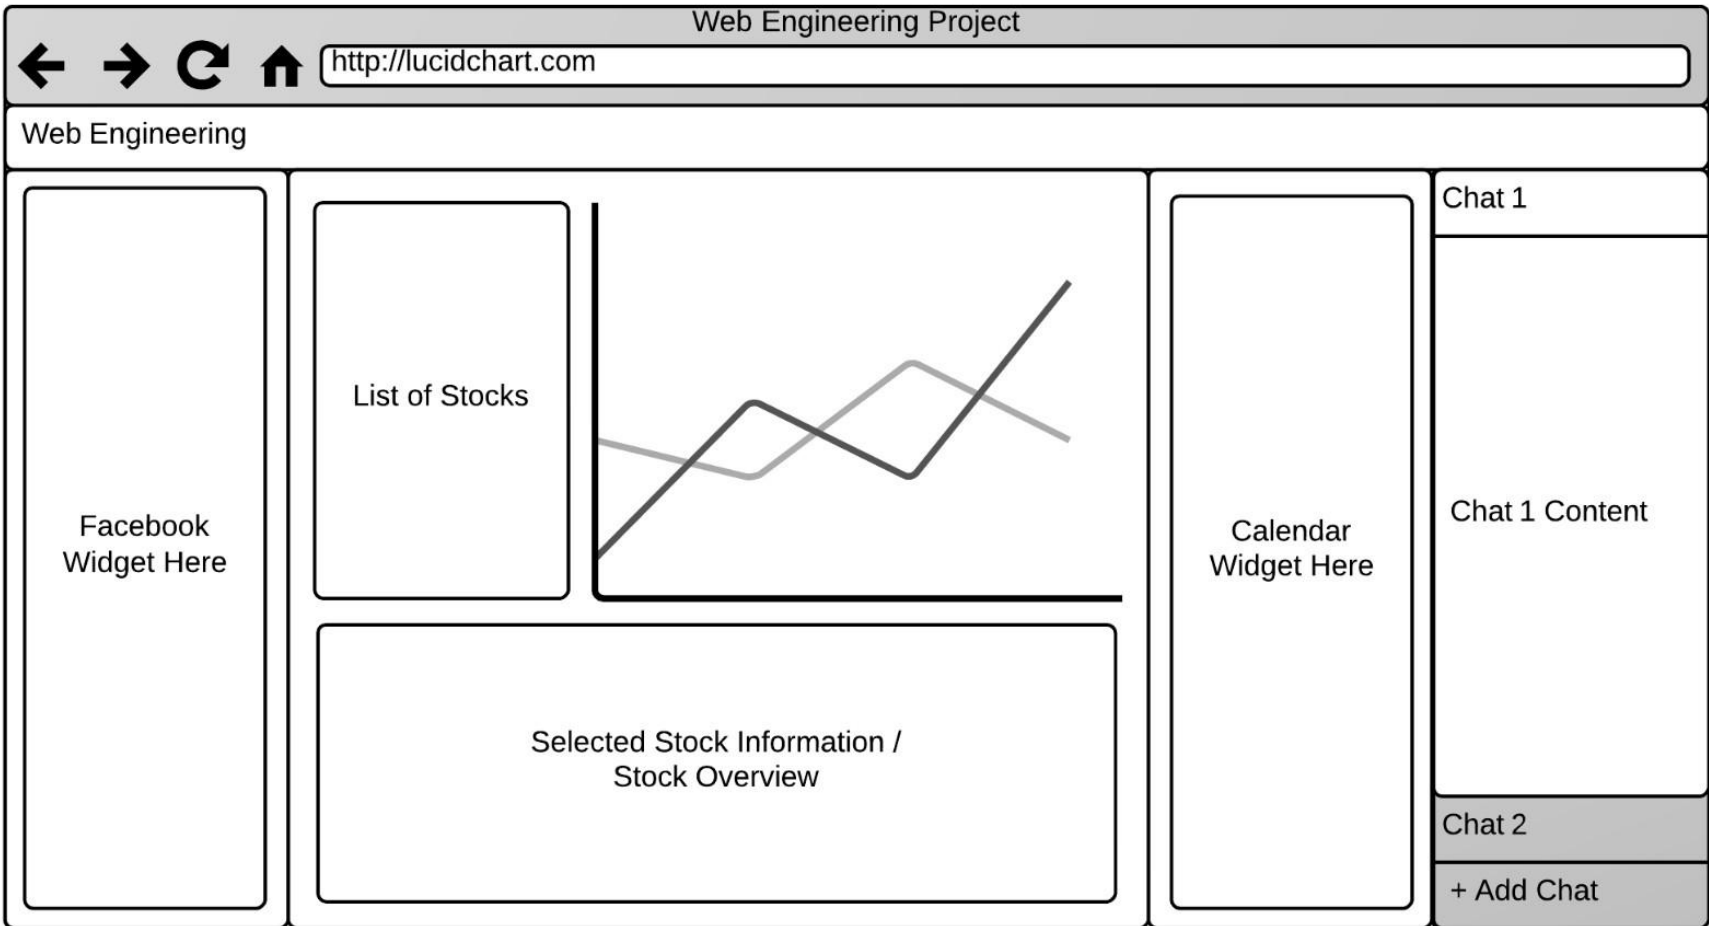 Web Engineering Project
http://lucidchart.com
Web Engineering
Facebook
Widget Here
List of Stocks
Selected Stock Information /
Stock Overview
Calendar
Widget Here
Chat 1
Chat 1 Content
Chat 2
+ Add Chat